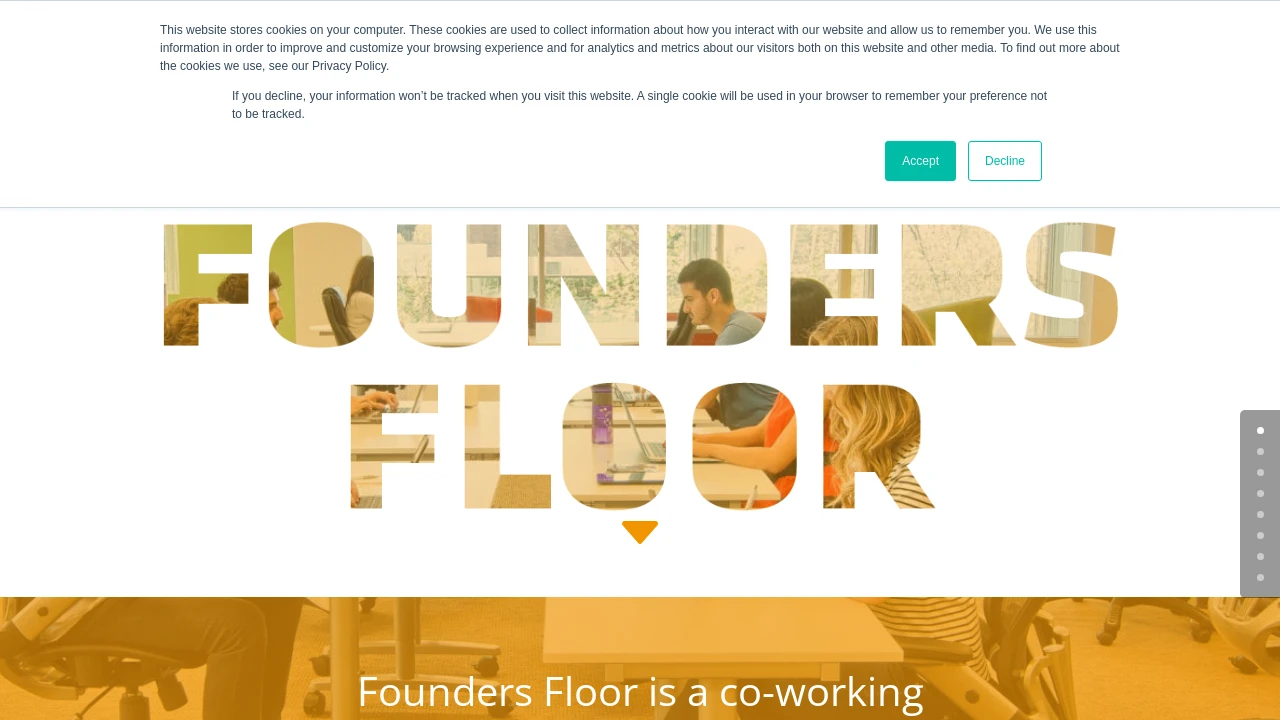 This website stores cookies on your computer. These cookies are used to collect information about how you interact with our website and allow us to remember you. We use this
information in order to improve and customize your browsing experience and for analytics and metrics about our visitors both on this website and other media. To find out more about
the cookies we use, see our Privacy Policy.
If you decline, your information won’t be tracked when you visit this website. A single cookie will be used in your browser to remember your preference not
to be tracked.
Accept Decline
FOUNDERS
FLOOR
Founders Floor is a co-working